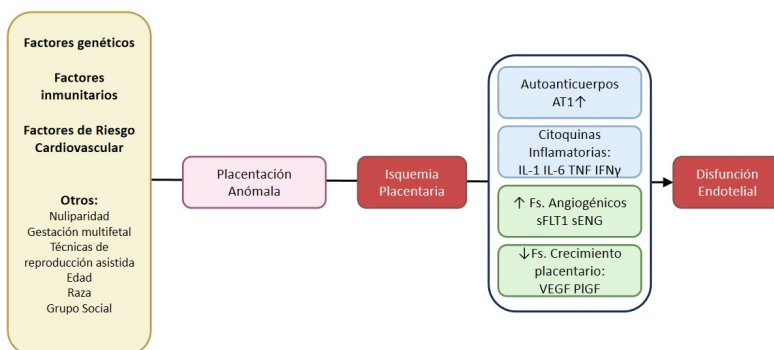 Factores genéticos
Factores
inmunitarios
Factores de Riesgo
Cardiovascular
Otros:
Nuliparidad
Gestación multifetal
Técnicas de
reproducción asistida
Edad
Raza
Grupo Social
Placentación
Anómala
Isquemia
Placentaria
Autoanticuerpos
AT1↑
Citoquinas
Inflamatorias:
IL-1 IL-6 TNF IFNγ
↑ Fs. Angiogénicos
sFLT1 sENG
↓Fs. Crecimiento
placentario:
VEGF PlGF
Disfunción
Endotelial